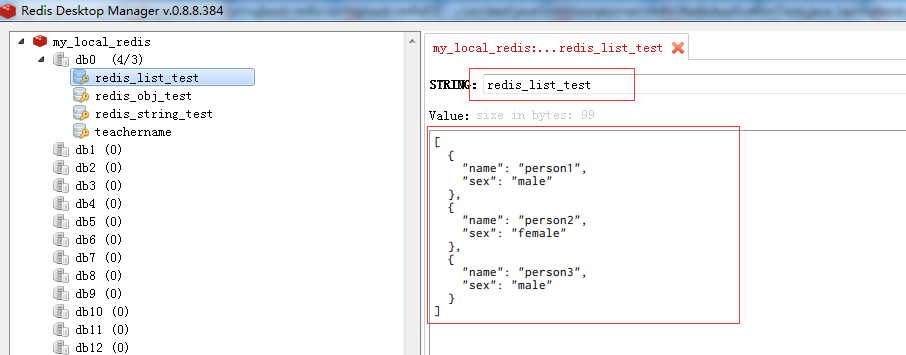 Redis Desktop Manager v.0.8.8.384
my_local_redis
db0 (4/3)
redis_list_test
redis_obj_test
redis_string_test
teachername
db1 (0)
db2 (0)
db3 (0)
db4 (0)
db5 (0)
db6 (0)
db7 (0)
db8 (0)
db9 (0)
db10 (0)
db11 (0)
db12 (0)
my_local_redis:...redis_list_test
STRING: redis_list_test
Value: size in bytes: 99
[
{
"name": "person1",
"sex": "male"
},
{
"name": "person2",
"sex": "female"
},
{
"name": "person3",
"sex": "male"
}
]